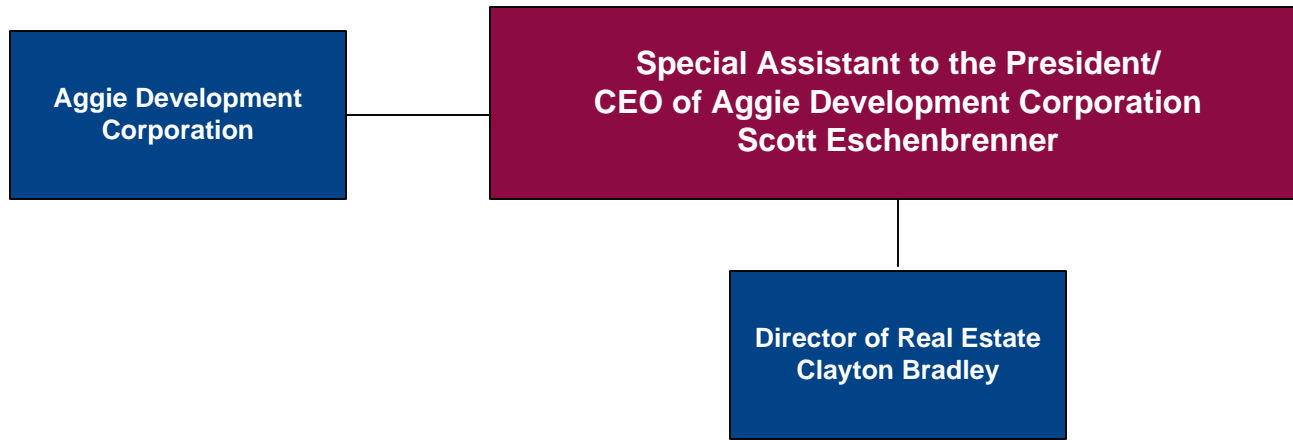 Aggie Development
Corporation
Special Assistant to the President/
CEO of Aggie Development Corporation
Scott Eschenbrenner
Director of Real Estate
Clayton Bradley